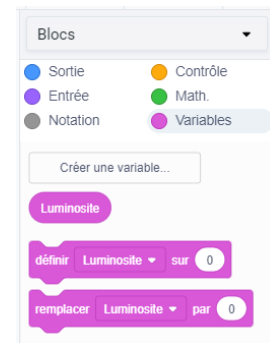 Blocs
Sortie Contrôle
Entrée Math.
Notation Variables
Créer une variable...
Luminosite
définir Luminosite sur 0
remplacer Luminosite par 0